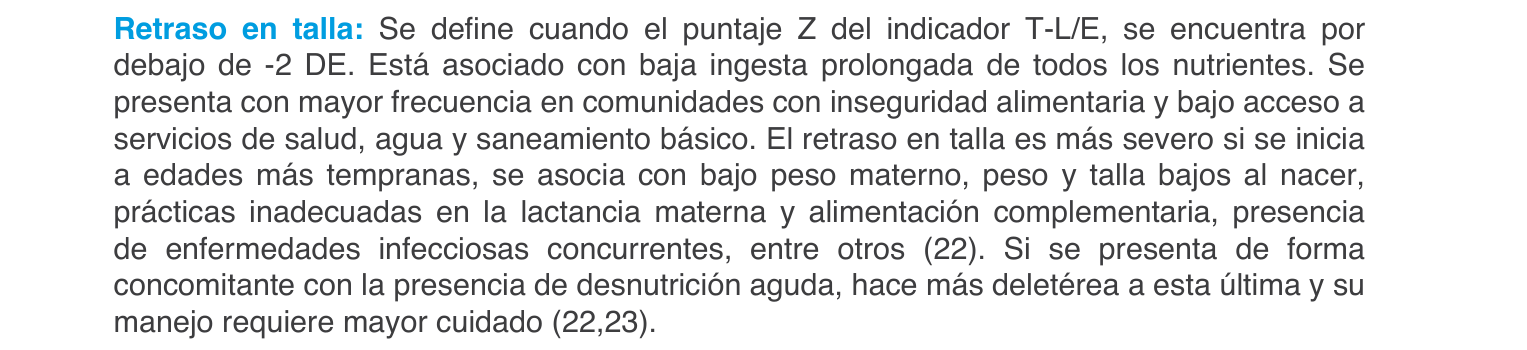 Retraso en talla: Se define cuando el puntaje Z del indicador T-L/E, se encuentra por
debajo de -2 DE. Está asociado con baja ingesta prolongada de todos los nutrientes. Se
presenta con mayor frecuencia en comunidades con inseguridad alimentaria y bajo acceso a
servicios de salud, agua y saneamiento básico. El retraso en talla es más severo si se inicia
a edades más tempranas, se asocia con bajo peso materno, peso y talla bajos al nacer,
prácticas inadecuadas en la lactancia materna y alimentación complementaria, presencia
de enfermedades infecciosas concurrentes, entre otros (22). Si se presenta de forma
concomitante con la presencia de desnutrición aguda, hace más deletérea a esta última y su
manejo requiere mayor cuidado (22,23).